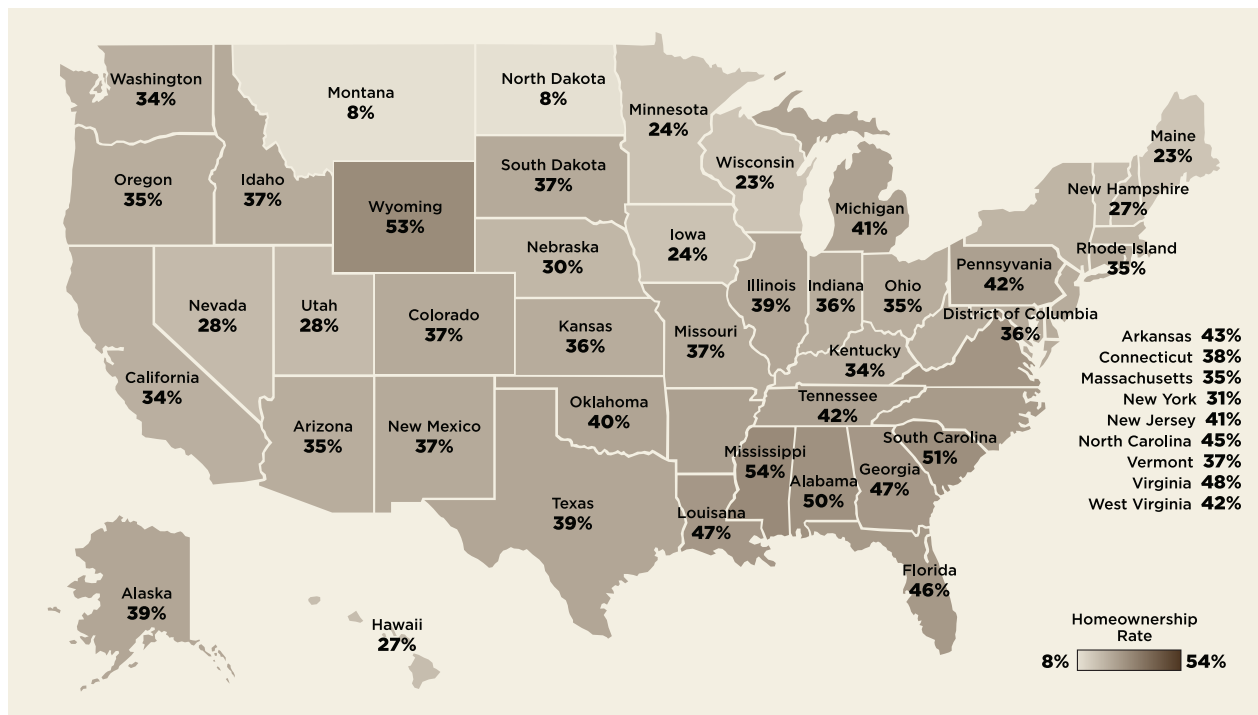 Washington
34%
Montana
8%
North Dakota
8%
Minnesota
24%
Maine
23%
Oregon
35%
Idaho
37%
Wyoming
53%
South Dakota
37%
Wisconsin
23%
Michigan
41%
New Hampshire
27%
Rhode Island
35%
Nebraska
30%
Iowa
24%
Pennsyvania
42%
Nevada
28%
Utah
28%
Colorado
37%
Kansas
36%
Missouri
37%
Illinois
39%
Indiana
36%
Ohio
35%
District of Columbia
36%
Kentucky
34%
California
34%
Arizona
35%
New Mexico
37%
Oklahoma
40%
Tennessee
42%
Mississippi
54%
Alabama
50%
Georgia
47%
South Carolina
51%
Texas
39%
Louisana
47%
Florida
46%
Alaska
39%
Hawaii
27%
Arkansas 43%
Connecticut 38%
Massachusetts 35%
New York 31%
New Jersey 41%
North Carolina 45%
Vermont 37%
Virginia 48%
West Virginia 42%
Homeownership
Rate
8% 54%